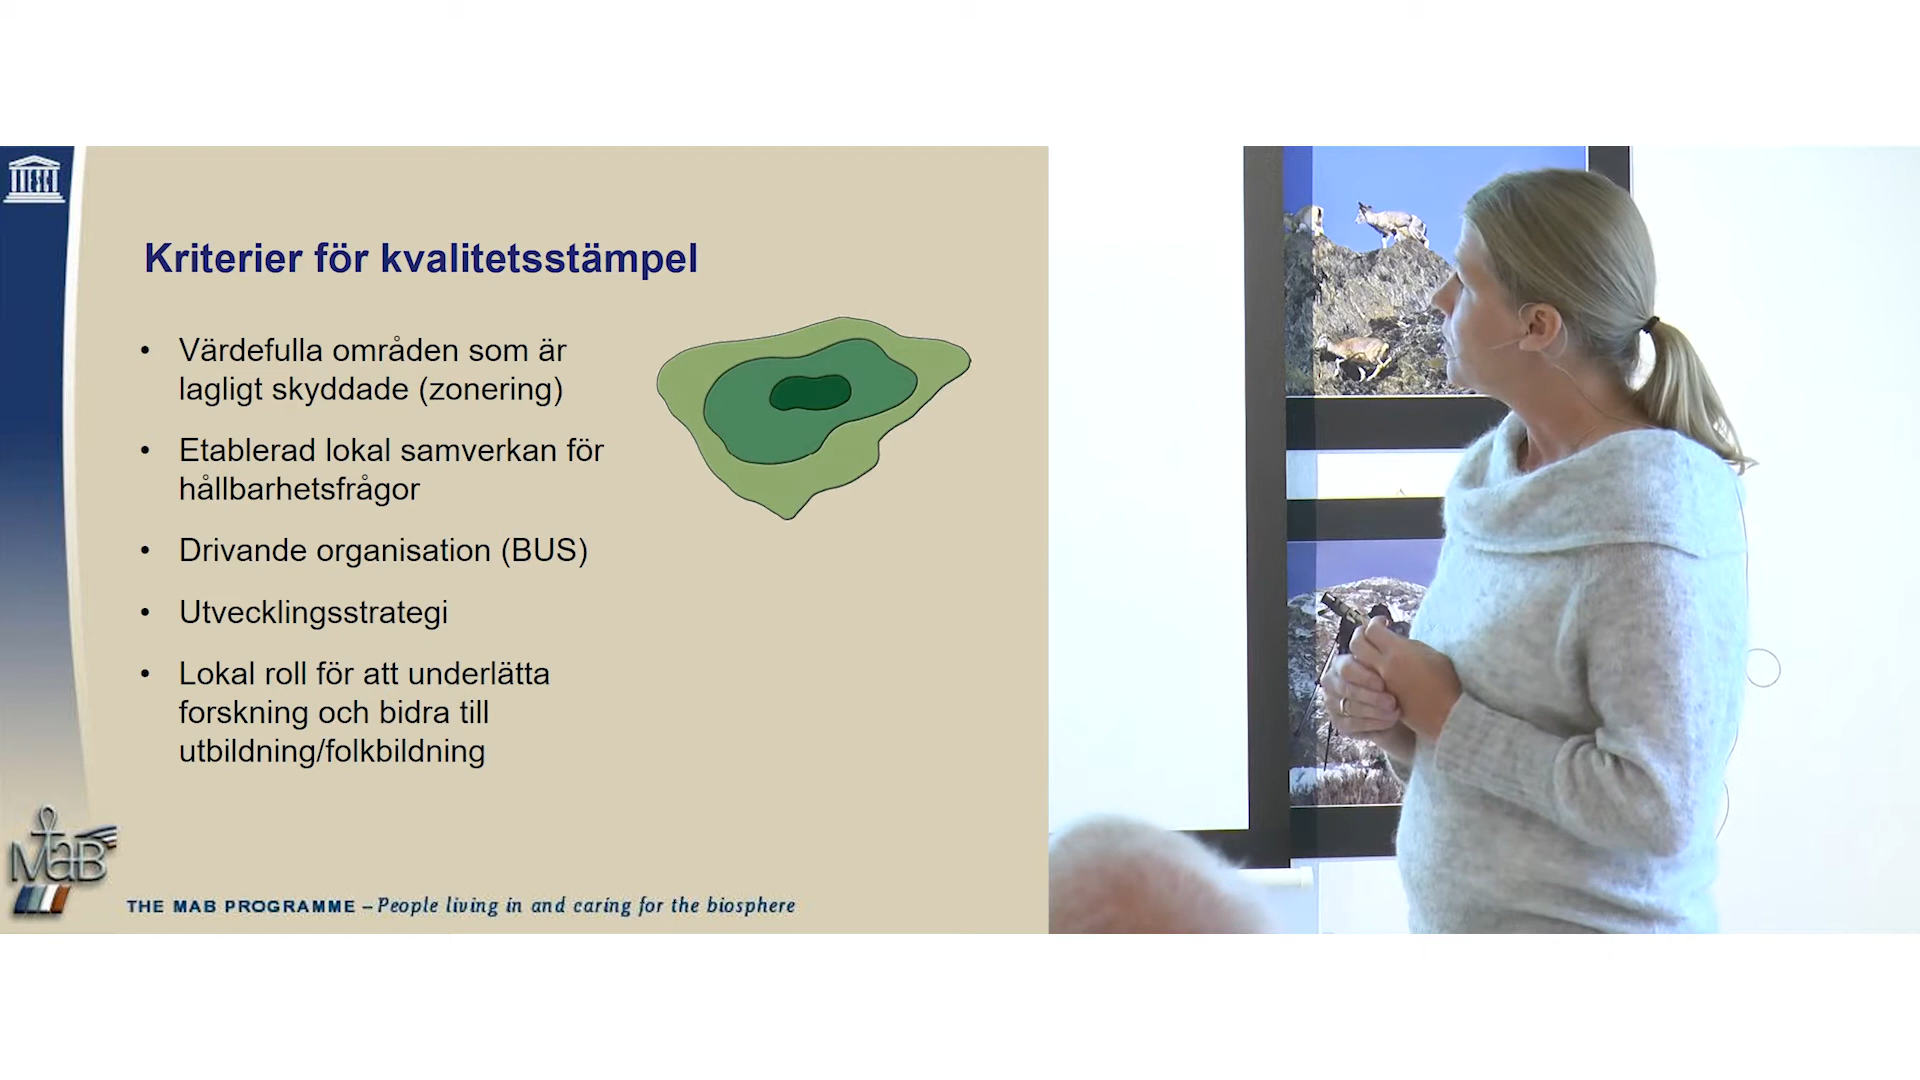 Kriterier för kvalitetsstämpel
• Värdefulla områden som är
lagligt skyddade (zonering)
• Etablerad lokal samverkan för
hållbarhetsfrågor
• Drivande organisation (BUS)
• Utvecklingsstrategi
• Lokal roll för att underlätta
forskning och bidra till
utbildning/folkbildning
MaB
THE MAB PROGRAMME – People living in and caring for the biosphere